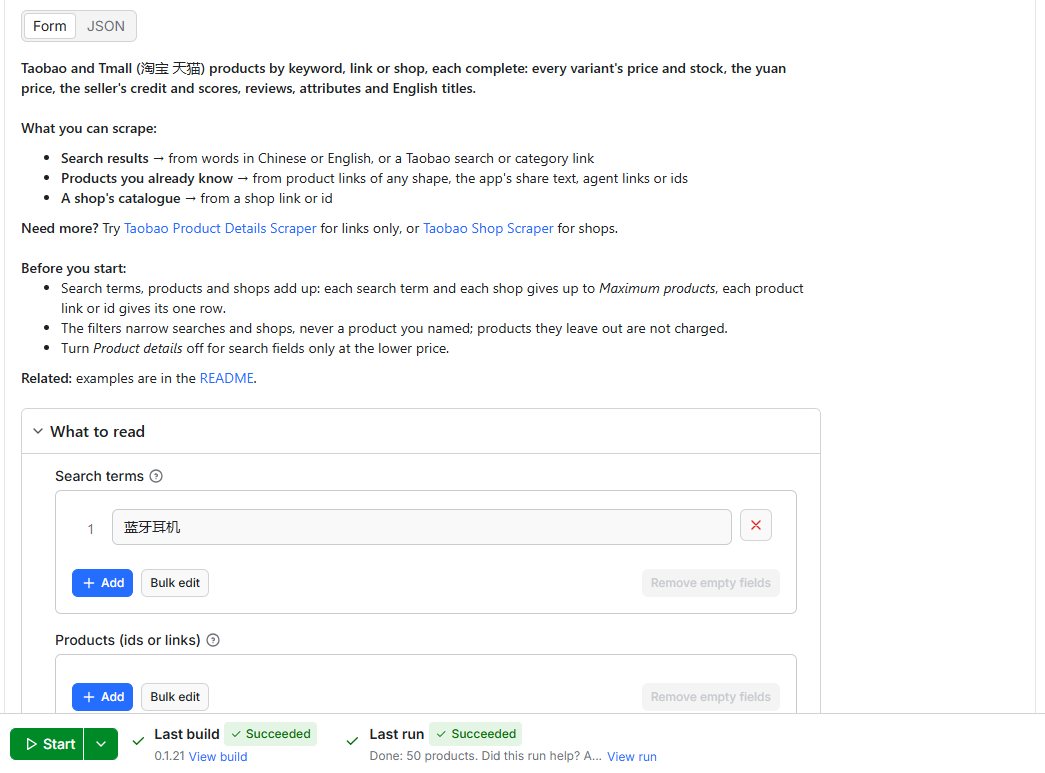 Form JSON
Taobao and Tmall (淘宝 天猫) products by keyword, link or shop, each complete: every variant's price and stock, the yuan
price, the seller's credit and scores, reviews, attributes and English titles.
What you can scrape:
• Search results → from words in Chinese or English, or a Taobao search or category link
• Products you already know → from product links of any shape, the app's share text, agent links or ids
• A shop's catalogue → from a shop link or id
Need more? Try Taobao Product Details Scraper for links only, or Taobao Shop Scraper for shops.
Before you start:
• Search terms, products and shops add up: each search term and each shop gives up to Maximum products, each product
link or id gives its one row.
• The filters narrow searches and shops, never a product you named; products they leave out are not charged.
• Turn Product details off for search fields only at the lower price.
Related: examples are in the README.
What to read
Search terms ?
1 蓝牙耳机
+ Add Bulk edit Remove empty fields
Products (ids or links) ?
+ Add Bulk edit Remove empty fields
Start Last build Succeeded Last run Succeeded
0.1.21 View build Done: 50 products. Did this run help? A... View run